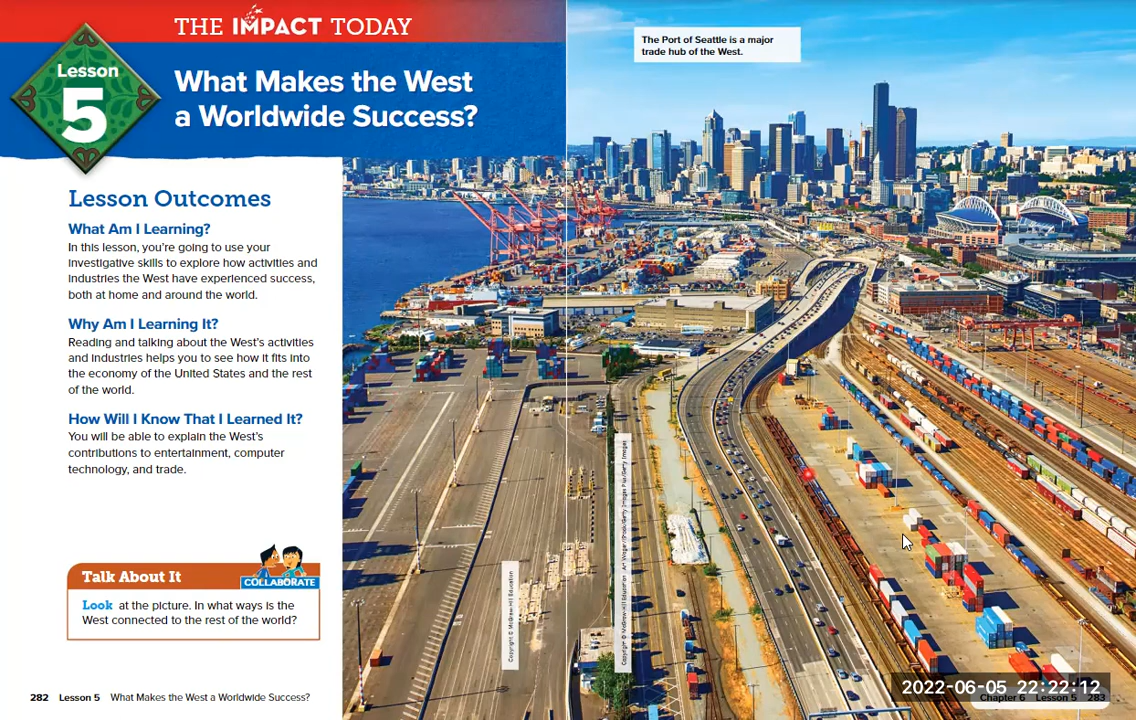 THE IMPACT TODAY
Lesson
5
What Makes the West
a Worldwide Success?
Lesson Outcomes
What Am I Learning?
In this lesson, you're going to use your
investigative skills to explore how activities and
industries the West have experienced success,
both at home and around the world.
Why Am I Learning It?
Reading and talking about the West's activities
and industries helps you to see how it fits into
the economy of the United States and the rest
of the world.
How Will I Know That I Learned It?
You will be able to explain the West's
contributions to entertainment, computer
technology, and trade.
Talk About It
COLLABORATE
Look at the picture. In what ways is the
West connected to the rest of the world?
282 Lesson 5 What Makes the West a Worldwide Success?
The Port of Seattle is a major
trade hub of the West.
Copyright © McGraw-Hill Education
2022-06-05 22:22:12
Chapter 6 Lesson 5 283